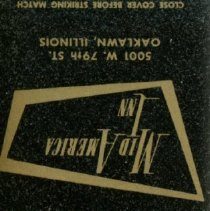 MID AMERICA
INN
5001 W. 79th ST.
OAKLAWN, ILLINOIS
CLOSE COVER BEFORE STRIKING MATCH